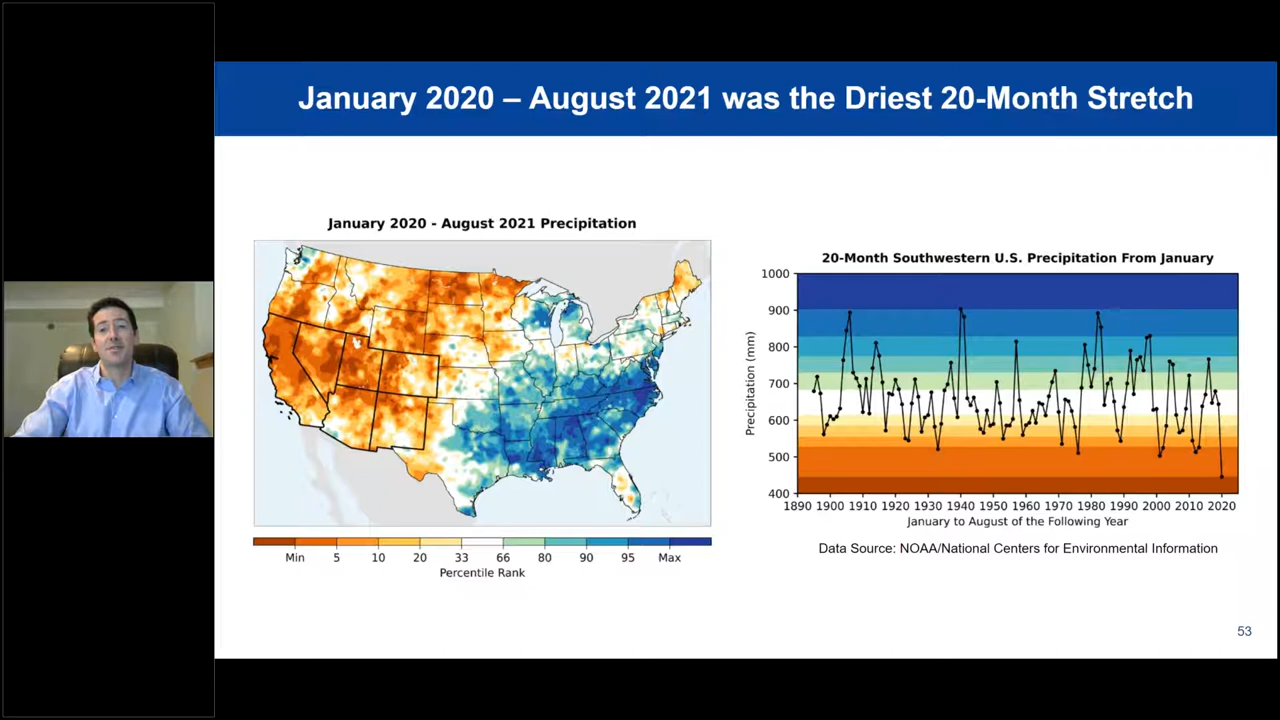 January 2020 – August 2021 was the Driest 20-Month Stretch
January 2020 - August 2021 Precipitation
Min 5 10 20 33 66 80 90 95 Max
Percentile Rank
20-Month Southwestern U.S. Precipitation From January
Precipitation (mm)
1000
900
800
700
600
500
400
1890 1900 1910 1920 1930 1940 1950 1960 1970 1980 1990 2000 2010 2020
January to August of the Following Year
Data Source: NOAA/National Centers for Environmental Information
53